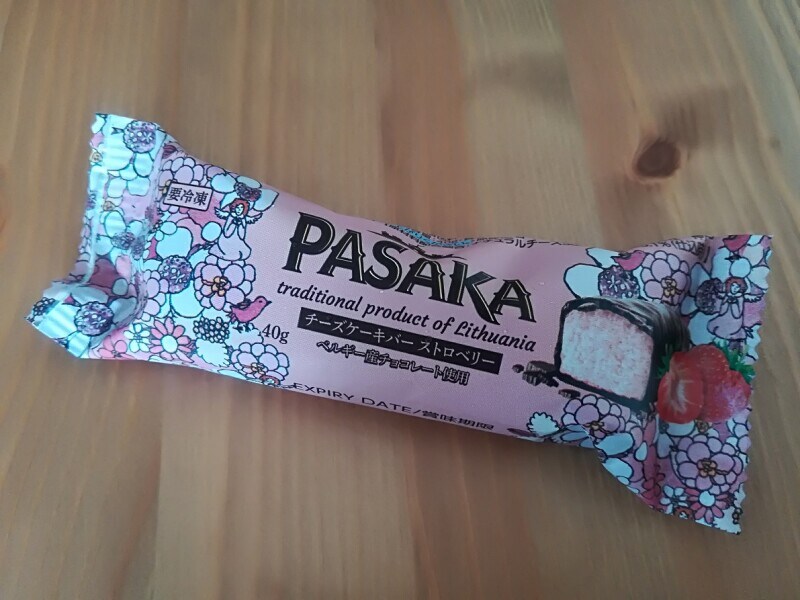 要冷凍
PASAKA
traditional product of Lithuania
チーズケーキバー ストロベリー
ベルギー産チョコレート使用
40g
EXPIRY DATE/賞味期限